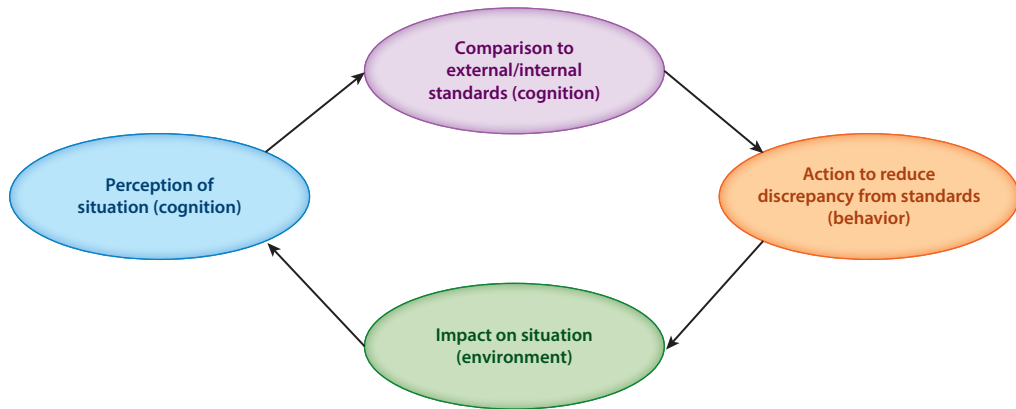 Comparison to
external/internal
standards (cognition)
Perception of
situation (cognition)
Action to reduce
discrepancy from standards
(behavior)
Impact on situation
(environment)